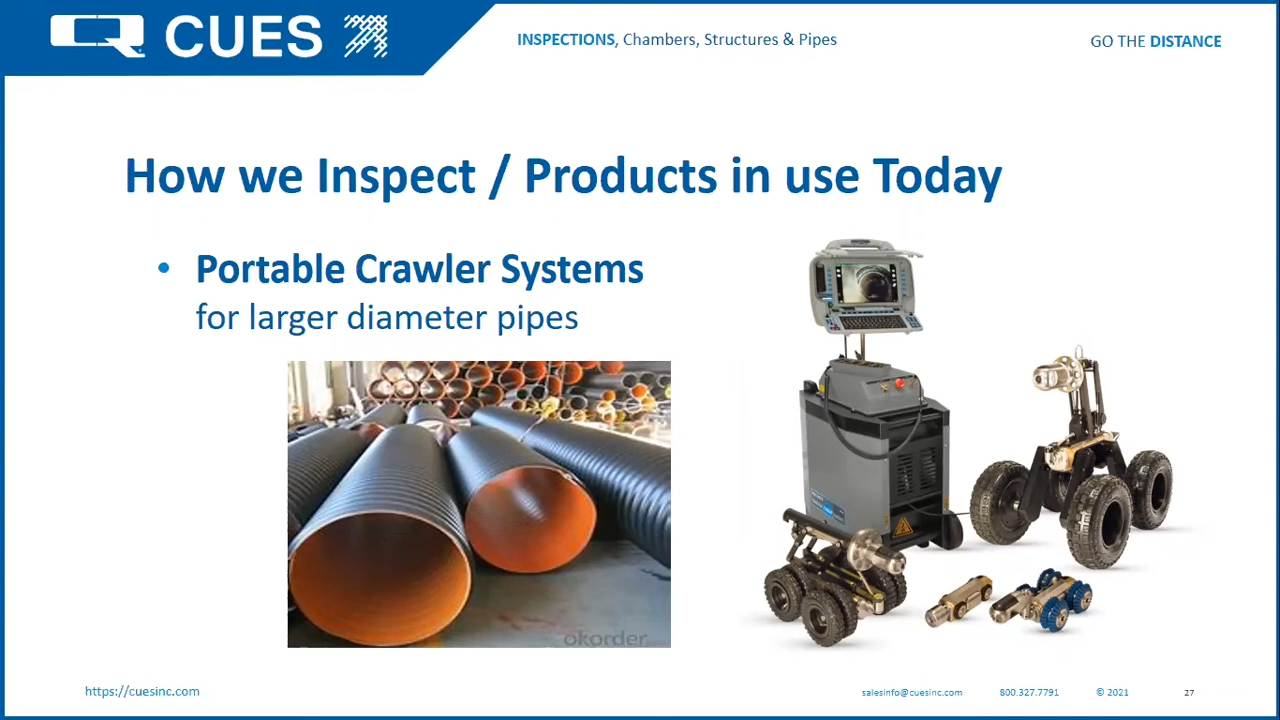 CUES
INSPECTIONS, Chambers, Structures & Pipes
GO THE DISTANCE
How we Inspect / Products in use Today
• Portable Crawler Systems
for larger diameter pipes
okorder
https://cuesinc.com
salesinfo@cuesinc.com
800.327.7791
© 2021
27